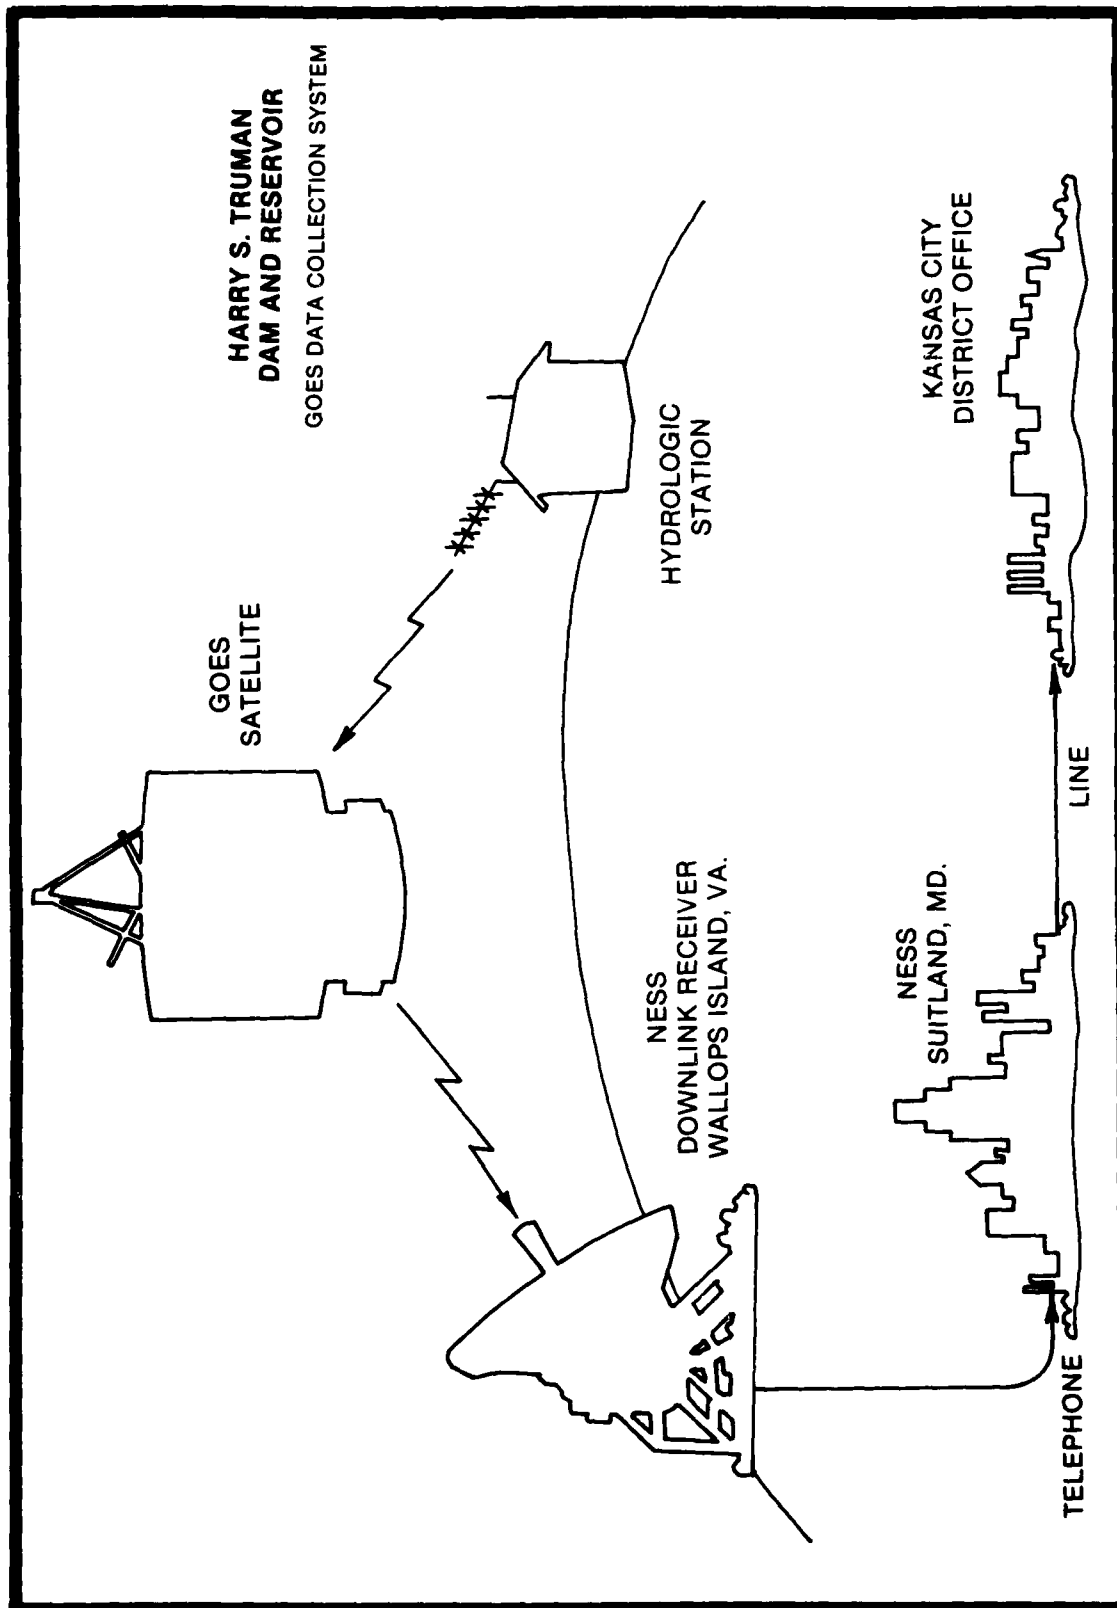 HARRY S. TRUMAN
DAM AND RESERVOIR
GOES DATA COLLECTION SYSTEM
GOES
SATELLITE
HYDROLOGIC
STATION
NESS
DOWNLINK RECEIVER
WALLOPS ISLAND, VA.
NESS
SUITLAND, MD.
KANSAS CITY
DISTRICT OFFICE
TELEPHONE
LINE